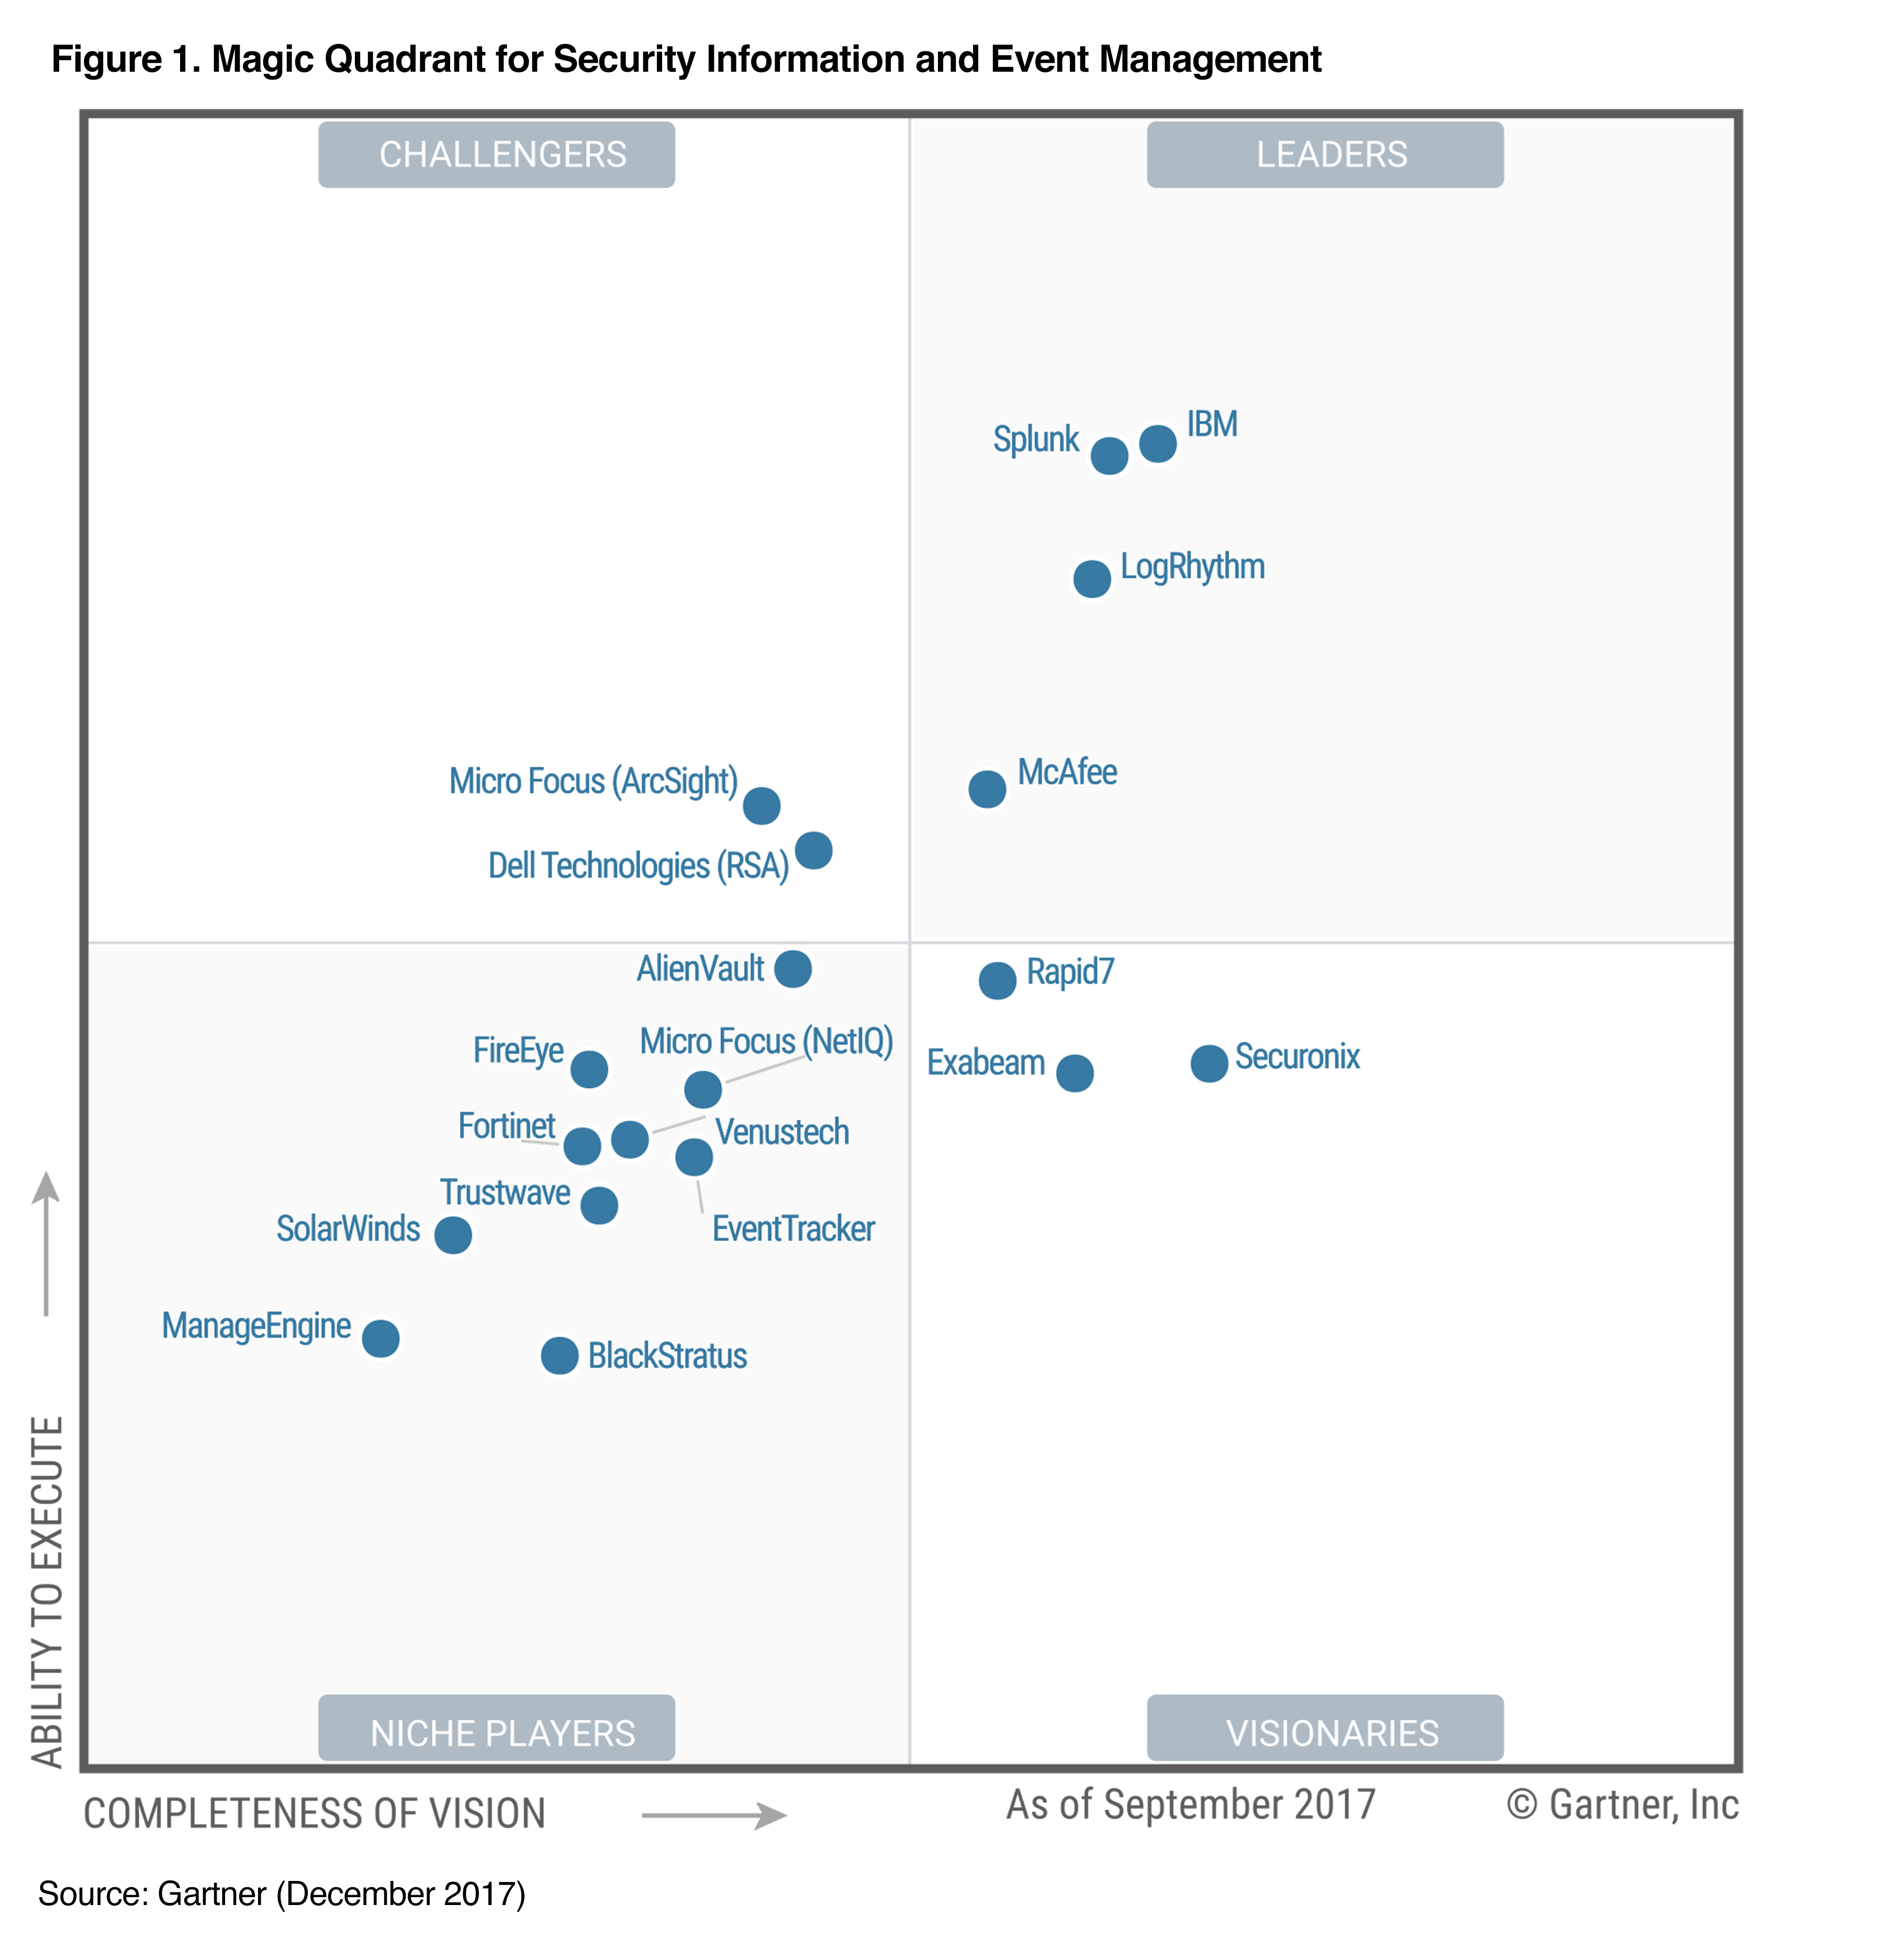 Figure 1. Magic Quadrant for Security Information and Event Management
CHALLENGERS
LEADERS
IBM
Splunk
LogRhythm
McAfee
Micro Focus (ArcSight)
Dell Technologies (RSA)
AlienVault
Rapid7
Micro Focus (NetIQ)
FireEye
Exabeam
Securonix
Fortinet
Venustech
Trustwave
SolarWinds
EventTracker
ManageEngine
BlackStratus
ABILITY TO EXECUTE
NICHE PLAYERS
VISIONARIES
COMPLETENESS OF VISION
As of September 2017
© Gartner, Inc
Source: Gartner (December 2017)